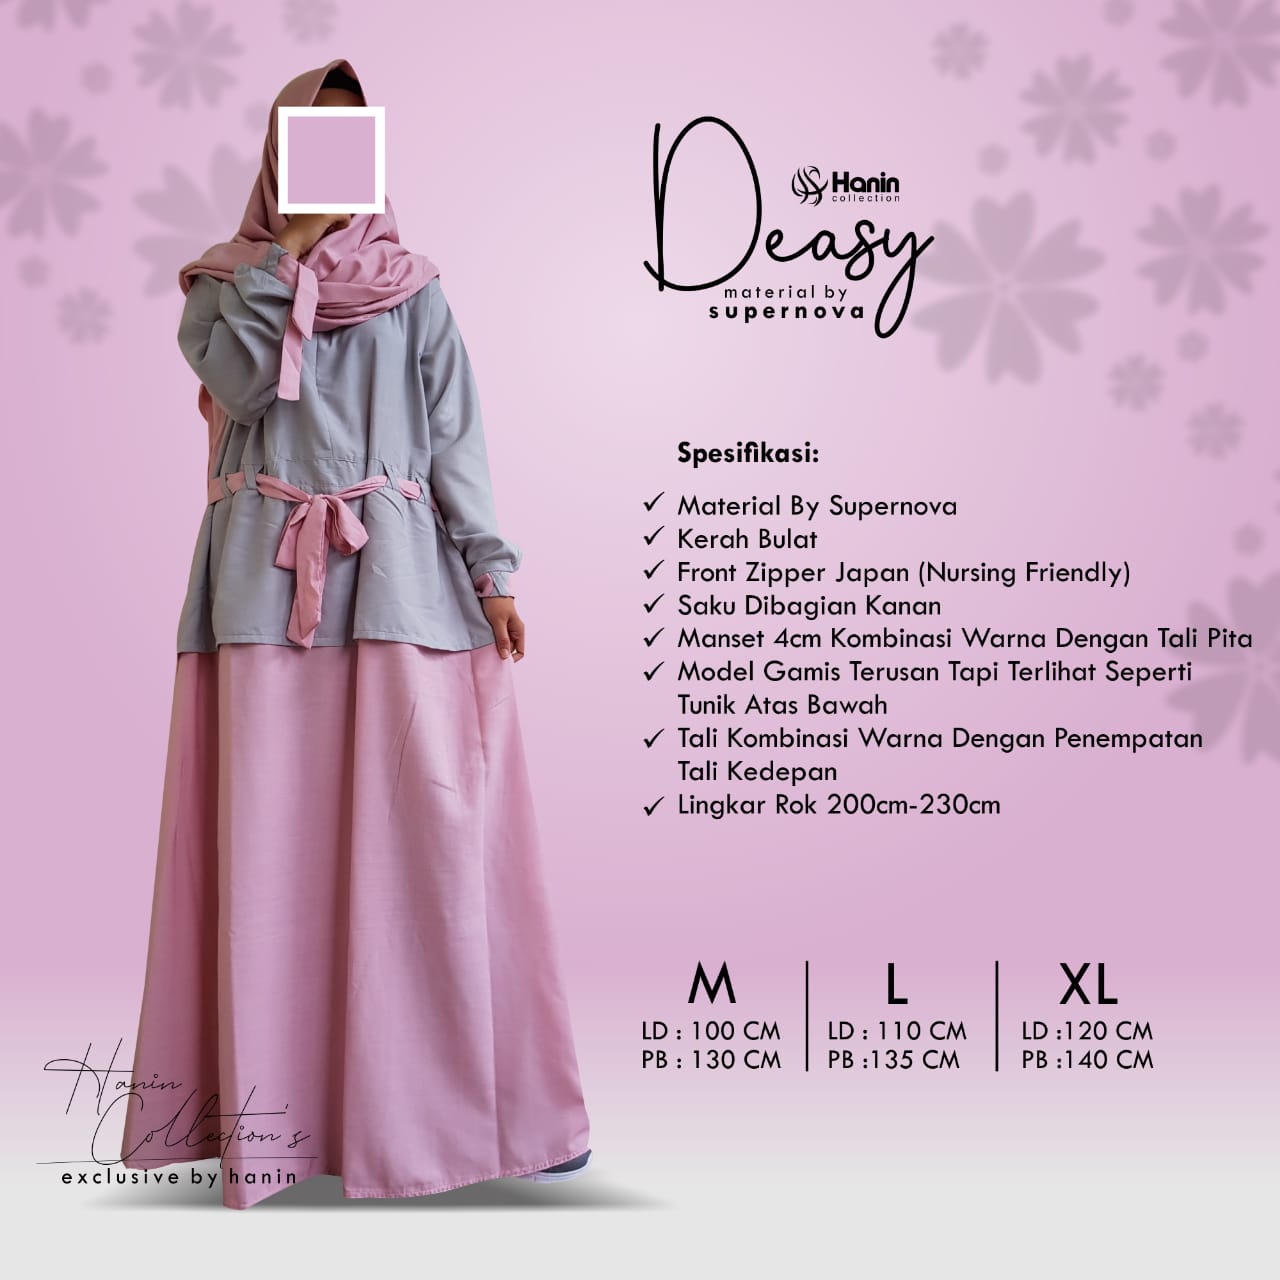 Hanin
collection
Deasy
material by
supernova
Spesifikasi:
✓ Material By Supernova
✓ Kerah Bulat
✓ Front Zipper Japan (Nursing Friendly)
✓ Saku Dibagian Kanan
✓ Manset 4cm Kombinasi Warna Dengan Tali Pita
✓ Model Gamis Terusan Tapi Terlihat Seperti
Tunik Atas Bawah
✓ Tali Kombinasi Warna Dengan Penempatan
Tali Kedepan
✓ Lingkar Rok 200cm-230cm
M
LD : 100 CM
PB : 130 CM
L
LD : 110 CM
PB :135 CM
XL
LD :120 CM
PB :140 CM
Hanin
Collection's
exclusive by hanin